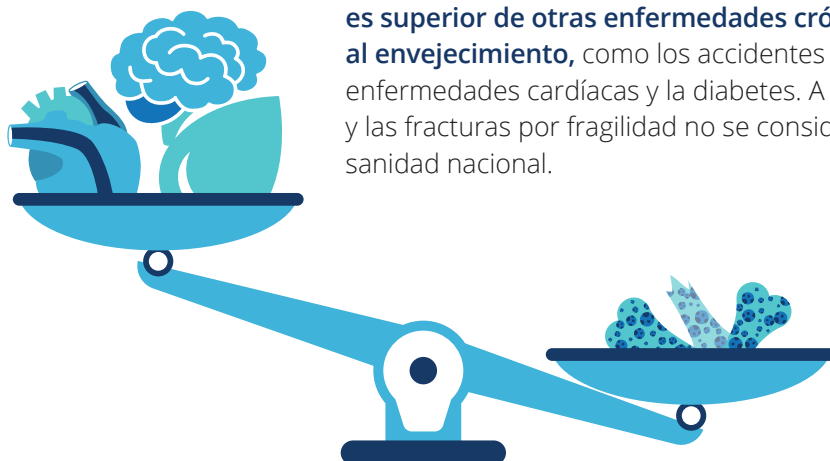 es superior de otras enfermedades cró
al envejecimiento, como los accidentes
enfermedades cardíacas y la diabetes. A
y las fracturas por fragilidad no se consid
sanidad nacional.